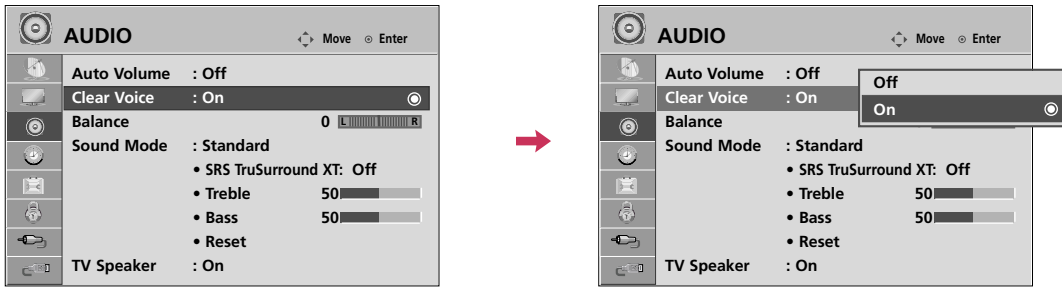 AUDIO Move Enter
Auto Volume : Off
Clear Voice : On
Balance 0 L R
Sound Mode : Standard
• SRS TruSurround XT: Off
• Treble 50
• Bass 50
• Reset
TV Speaker : On
AUDIO Move Enter
Auto Volume : Off
Clear Voice : On
Balance
Sound Mode : Standard
• SRS TruSurround XT: Off
• Treble 50
• Bass 50
• Reset
TV Speaker : On
Off
On